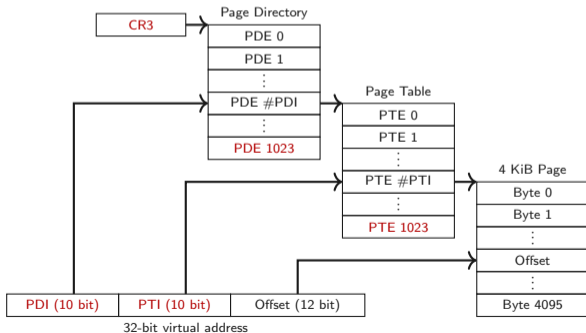 Page Directory
CR3
PDE 0
PDE 1
⋮
PDE #PDI
⋮
PDE 1023
Page Table
PTE 0
PTE 1
⋮
PTE #PTI
⋮
PTE 1023
4 KiB Page
Byte 0
Byte 1
⋮
Offset
⋮
Byte 4095
PDI (10 bit) PTI (10 bit) Offset (12 bit)
32-bit virtual address